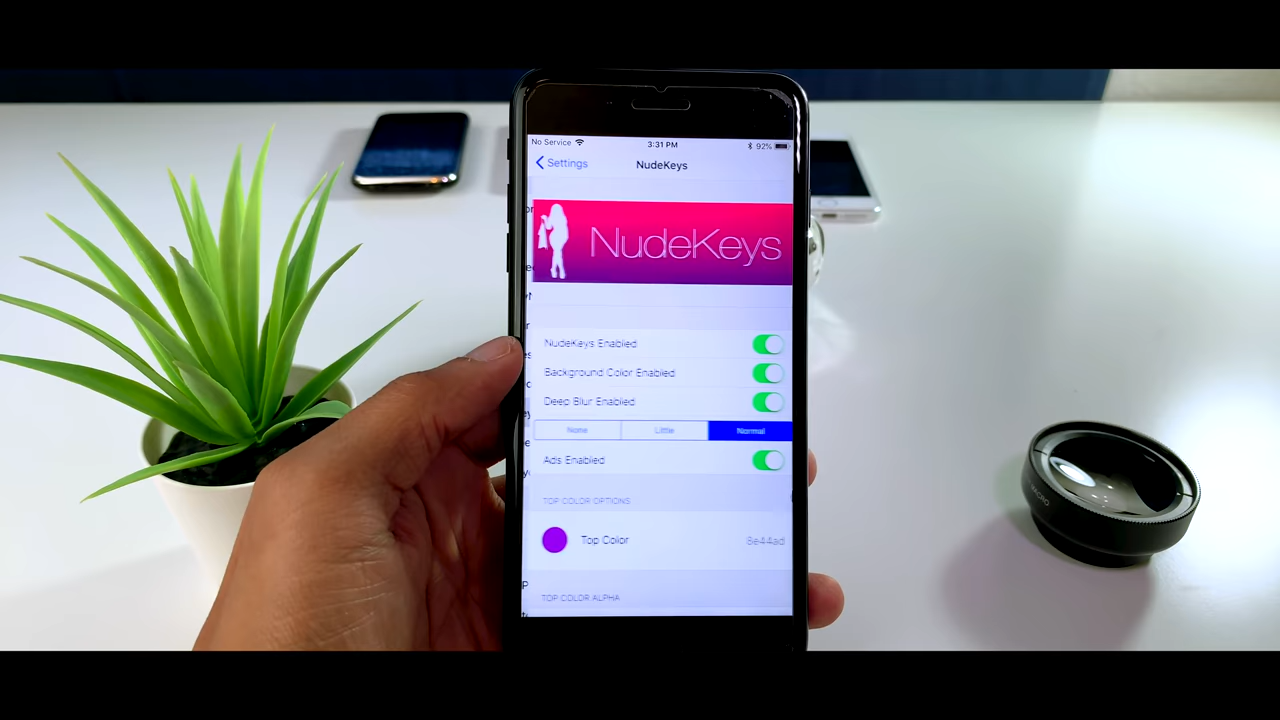 No Service 3:31 PM 92%
Settings NudeKeys
NudeKeys
NudeKeys Enabled
Background Color Enabled
Deep Blur Enabled
None Little Normal
Ads Enabled
TOP COLOR OPTIONS
Top Color 8e44ad
TOP COLOR ALPHA
MACRO